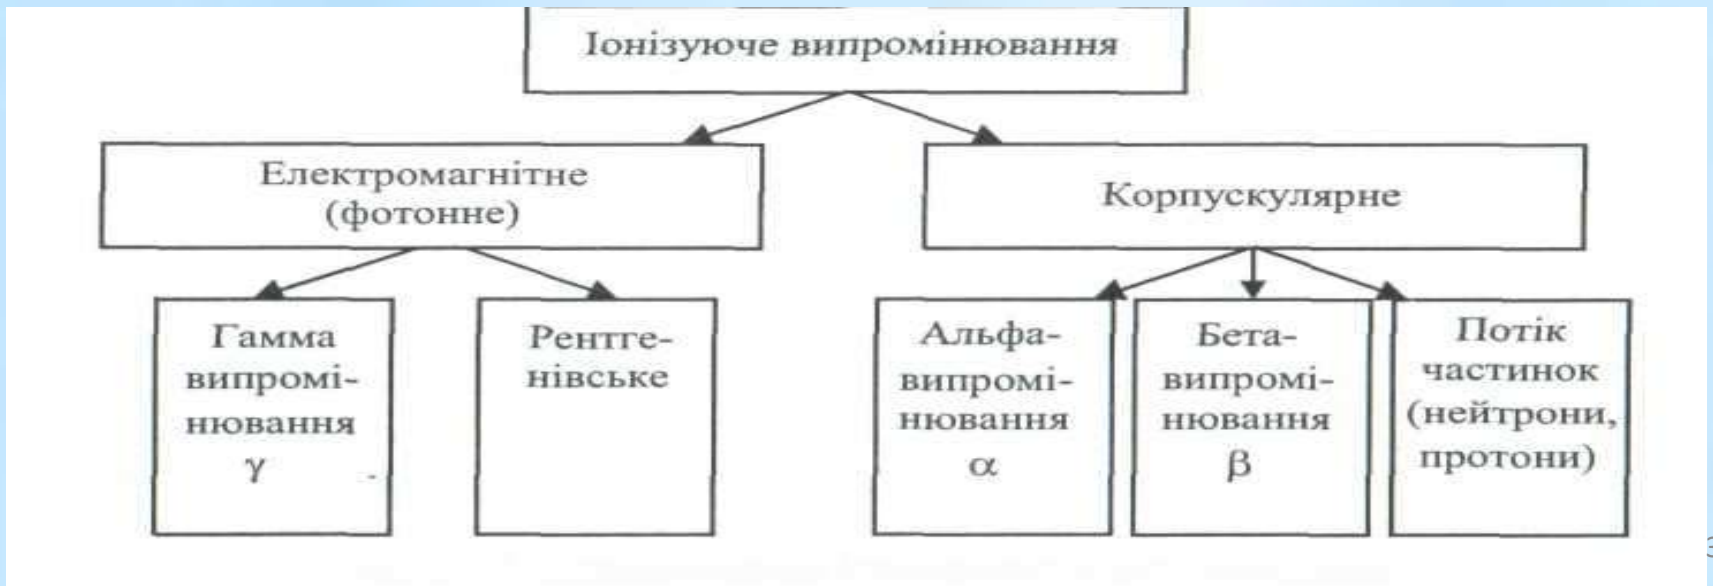 Іонізуюче випромінювання
Електромагнітне
(фотонне)
Корпускулярне
Гамма
випромі-
нювання
γ
Рентге-
нівське
Альфа-
випромі-
нювання
α
Бета-
випромі-
нювання
β
Потік
частинок
(нейтрони,
протони)